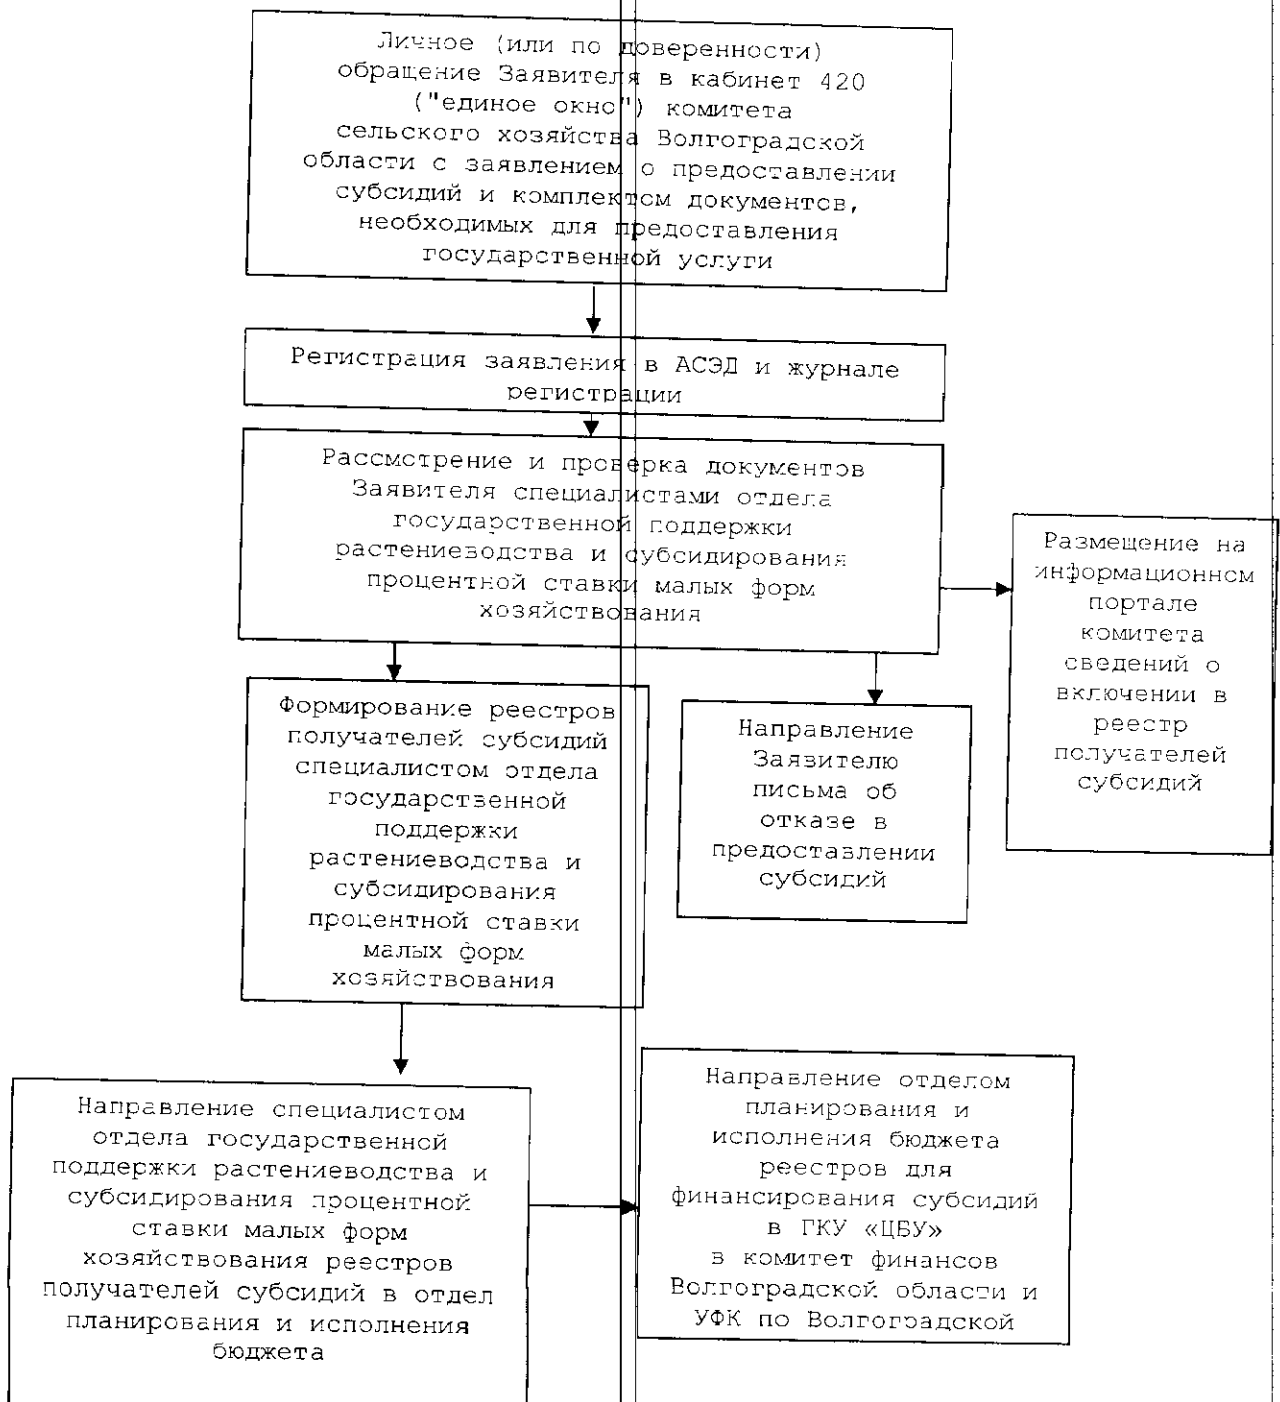 Личное (или по доверенности)
обращение Заявителя в кабинет 420
("единое окно") комитета
сельского хозяйства Волгоградской
области с заявлением о предоставлении
субсидий и комплектом документов,
необходимых для предоставления
государственной услуги
Регистрация заявления в АСЭД и журнале
регистрации
Рассмотрение и проверка документов
Заявителя специалистами отдела
государственной поддержки
растениеводства и субсидирования
процентной ставки малых форм
хозяйствования
Размещение на
информационном
портале
комитета
сведений о
включении в
реестр
получателей
субсидий
Формирование реестров
получателей субсидий
специалистом отдела
государственной
поддержки
растениеводства и
субсидирования
процентной ставки
малых форм
хозяйствования
Направление
Заявителю
письма об
отказе в
предоставлении
субсидий
Направление специалистом
отдела государственной
поддержки растениеводства и
субсидирования процентной
ставки малых форм
хозяйствования реестров
получателей субсидий в отдел
планирования и исполнения
бюджета
Направление отделом
планирования и
исполнения бюджета
реестров для
финансирования субсидий
в ГКУ «ЦБУ»
в комитет финансов
Волгоградской области и
УФК по Волгоградской